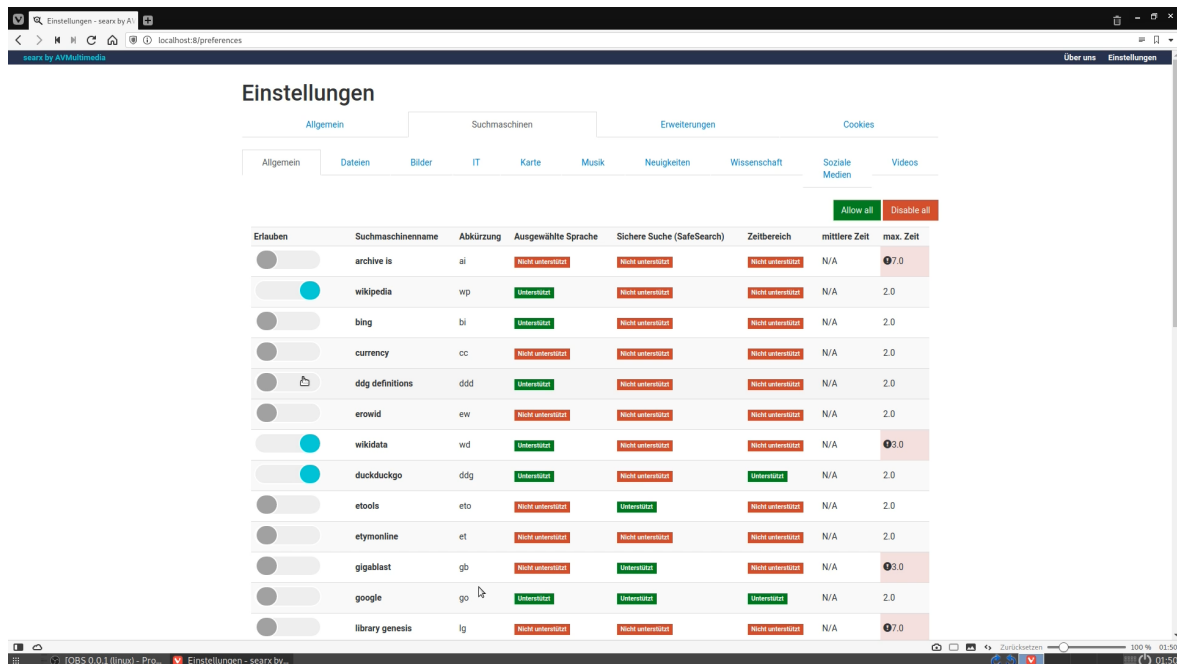 Einstellungen - searx by AV
localhost:8/preferences
searx by AVMultimedia Über uns Einstellungen
Einstellungen
Allgemein Suchmaschinen Erweiterungen Cookies
Allgemein Dateien Bilder IT Karte Musik Neuigkeiten Wissenschaft Soziale Medien Videos
Allow all Disable all
Erlauben Suchmaschinenname Abkürzung Ausgewählte Sprache Sichere Suche (SafeSearch) Zeitbereich mittlere Zeit max. Zeit
archive is ai Nicht unterstützt Nicht unterstützt Nicht unterstützt N/A 7.0
wikipedia wp Unterstützt Nicht unterstützt Nicht unterstützt N/A 2.0
bing bi Unterstützt Nicht unterstützt Nicht unterstützt N/A 2.0
currency cc Nicht unterstützt Nicht unterstützt Nicht unterstützt N/A 2.0
ddg definitions ddd Unterstützt Nicht unterstützt Nicht unterstützt N/A 2.0
erowid ew Nicht unterstützt Nicht unterstützt Nicht unterstützt N/A 2.0
wikidata wd Unterstützt Nicht unterstützt Nicht unterstützt N/A 3.0
duckduckgo ddg Unterstützt Nicht unterstützt Unterstützt N/A 2.0
etools eto Nicht unterstützt Unterstützt Nicht unterstützt N/A 2.0
etymonline et Nicht unterstützt Nicht unterstützt Nicht unterstützt N/A 2.0
gigablast gb Nicht unterstützt Unterstützt Nicht unterstützt N/A 3.0
google go Unterstützt Unterstützt Unterstützt N/A 2.0
library genesis lg Nicht unterstützt Nicht unterstützt Nicht unterstützt N/A 7.0
Zurücksetzen 100 % 01:50
[OBS 0.0.1 (linux) - Pro... Einstellungen - searx by... 01:50